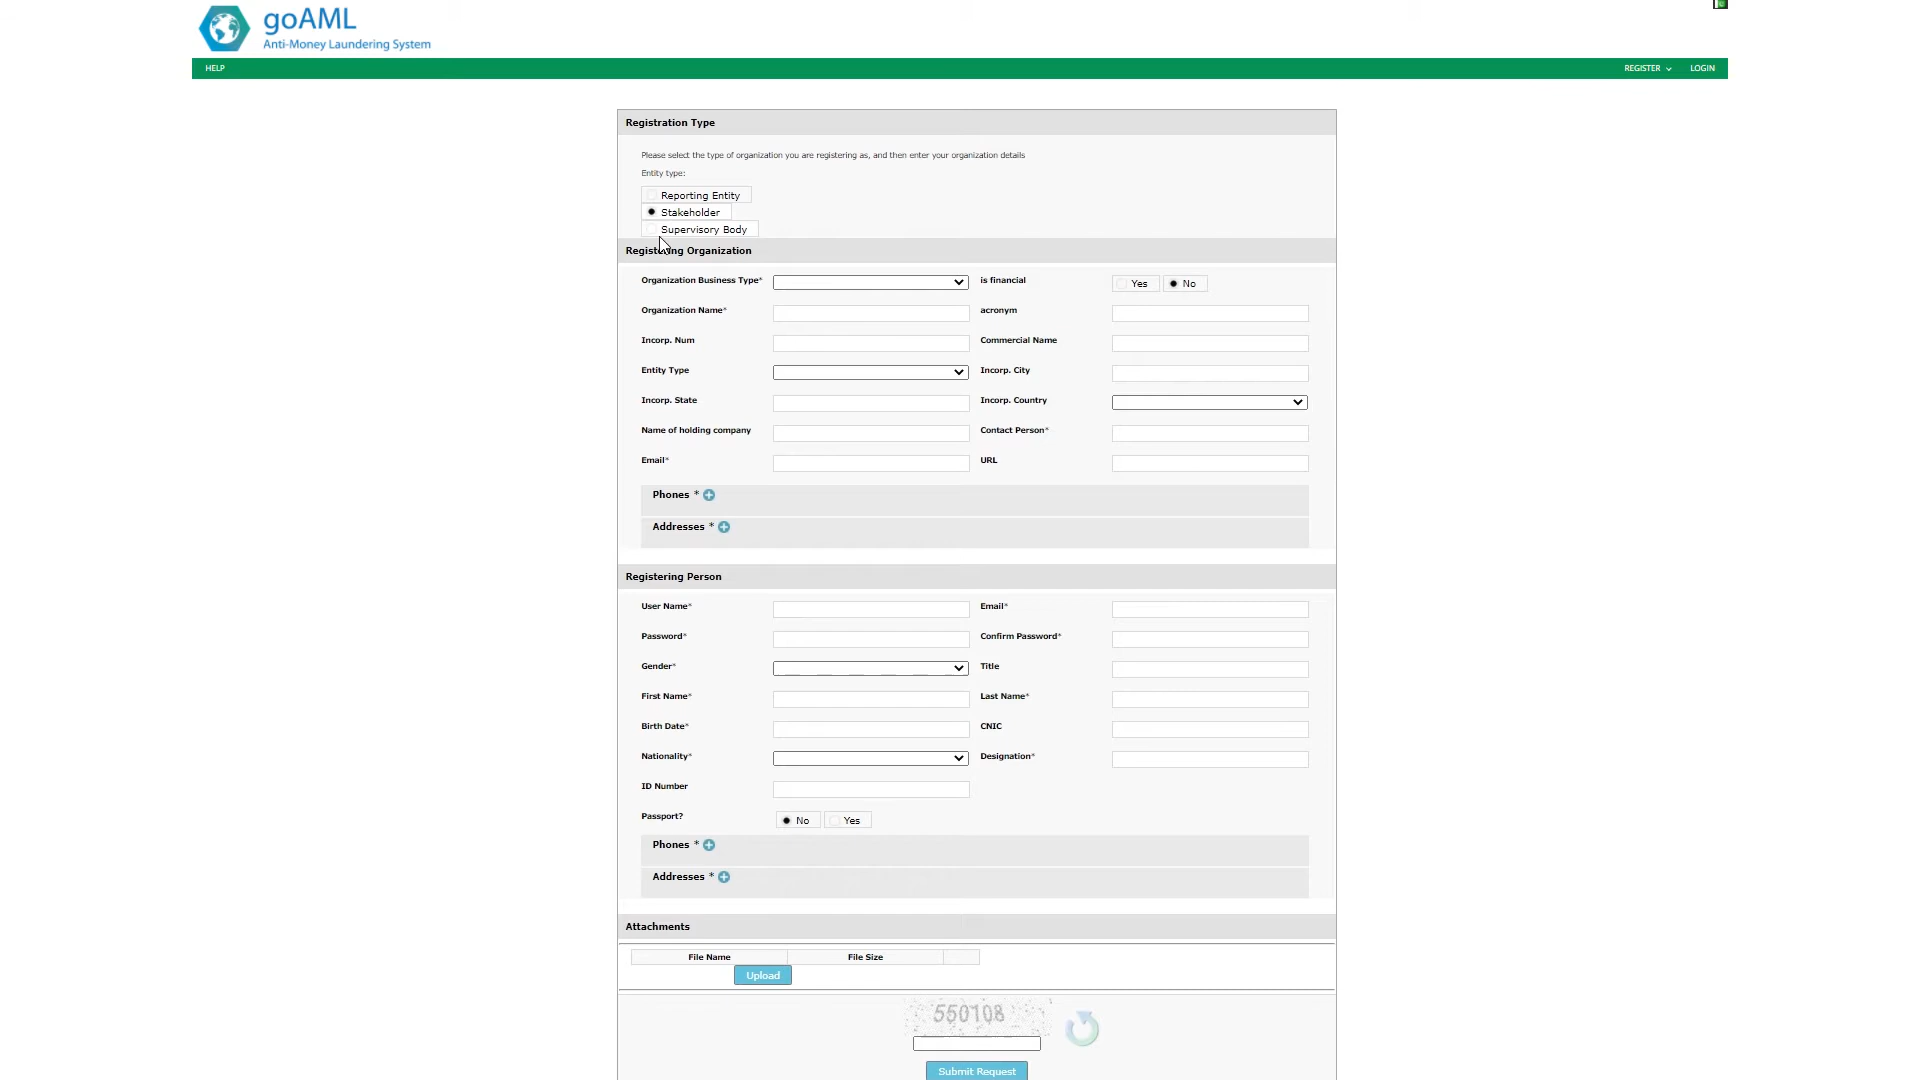 goAML
Anti-Money Laundering System
HELP
REGISTER
LOGIN
Registration Type
Please select the type of organization you are registering as, and then enter your organization details
Entity type:
Reporting Entity
Stakeholder
Supervisory Body
Registering Organization
Organization Business Type*
is financial
Yes No
Organization Name*
acronym
Incorp. Num
Commercial Name
Entity Type
Incorp. City
Incorp. State
Incorp. Country
Name of holding company
Contact Person*
Email*
URL
Phones *
Addresses *
Registering Person
User Name*
Email*
Password*
Confirm Password*
Gender*
Title
First Name*
Last Name*
Birth Date*
CNIC
Nationality*
Designation*
ID Number
Passport?
No Yes
Phones *
Addresses *
Attachments
File Name
File Size
Upload
550108
Submit Request